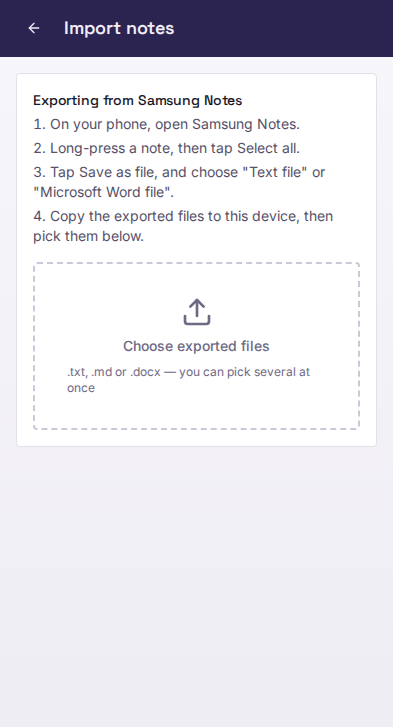 Import notes
Exporting from Samsung Notes
1. On your phone, open Samsung Notes.
2. Long-press a note, then tap Select all.
3. Tap Save as file, and choose "Text file" or
"Microsoft Word file".
4. Copy the exported files to this device, then
pick them below.
Choose exported files
.txt, .md or .docx — you can pick several at
once